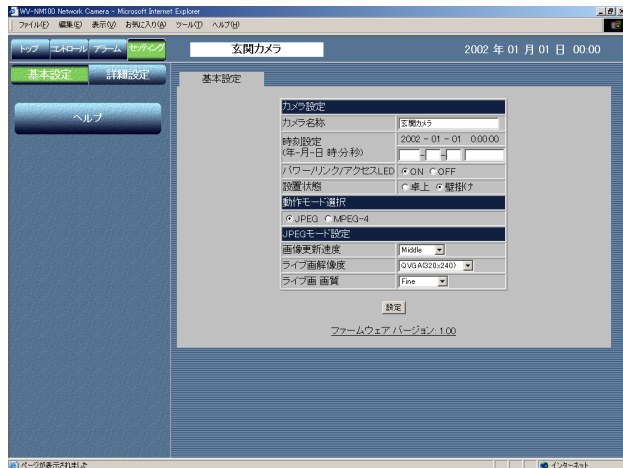 WV-NM100 Network Camera - Microsoft Internet Explorer
ファイル(F) 編集(E) 表示(V) お気に入り(A) ツール(T) ヘルプ(H)
トップ コントロール アラーム セッティング 玄関カメラ 2002 年 01 月 01 日 00:00
基本設定 詳細設定
ヘルプ
基本設定
カメラ設定
カメラ名称 玄関カメラ
時刻設定 2002 - 01 - 01 0:00:00
(年-月-日 時:分:秒) - -
パワー/リンク/アクセスLED ON OFF
設置状態 卓上 壁掛け
動作モード選択
JPEG MPEG-4
JPEGモード設定
画像更新速度 Middle
ライブ画解像度 QVGA(320x240)
ライブ画 画質 Fine
設定
ファームウェア バージョン: 1.00
ページが表示されました インターネット